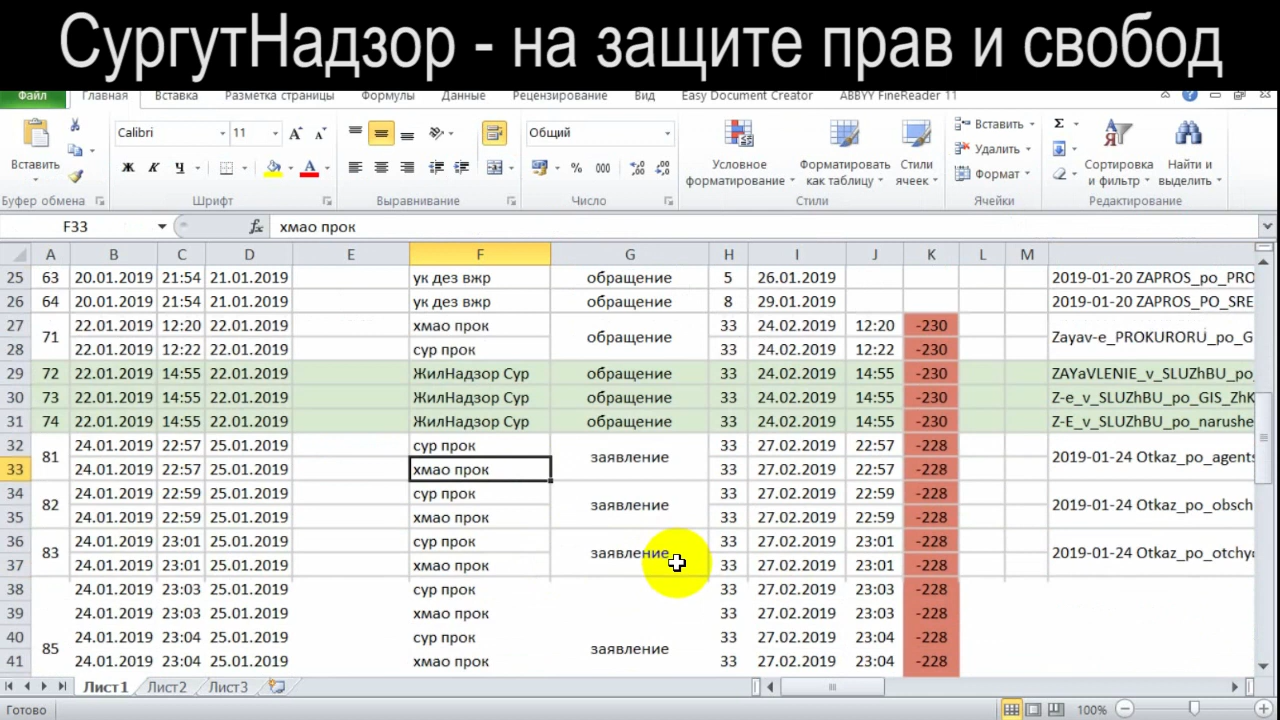 СургутНадзор - на защите прав и свобод
Файл Главная Вставка Разметка страницы Формулы Данные Рецензирование Вид Easy Document Creator ABBYY FineReader 11
Вставить Calibri 11 Общий Условное форматирование Форматировать как таблицу Стили ячеек Вставить Удалить Формат Сортировка и фильтр Найти и выделить
Буфер обмена Шрифт Выравнивание Число Стили Ячейки Редактирование
F33 fx хмао прок
A B C D E F G H I J K L M
25 63 20.01.2019 21:54 21.01.2019 ук дез вжр обращение 5 26.01.2019 2019-01-20 ZAPROS_po_PRO
26 64 20.01.2019 21:54 21.01.2019 ук дез вжр обращение 8 29.01.2019 2019-01-20 ZAPROS_PO_SRE
27 71 22.01.2019 12:20 22.01.2019 хмао прок обращение 33 24.02.2019 12:20 -230 Zayav-e_PROKURORU_po_G
28 22.01.2019 12:22 22.01.2019 сур прок 33 24.02.2019 12:22 -230
29 72 22.01.2019 14:55 22.01.2019 ЖилНадзор Сур обращение 33 24.02.2019 14:55 -230 ZAYaVLENIE_v_SLUZhBU_po_
30 73 22.01.2019 14:55 22.01.2019 ЖилНадзор Сур обращение 33 24.02.2019 14:55 -230 Z-e_v_SLUZhBU_po_GIS_ZhK
31 74 22.01.2019 14:55 22.01.2019 ЖилНадзор Сур обращение 33 24.02.2019 14:55 -230 Z-E_v_SLUZhBU_po_narushe
32 81 24.01.2019 22:57 25.01.2019 сур прок заявление 33 27.02.2019 22:57 -228 2019-01-24 Otkaz_po_agents
33 24.01.2019 22:57 25.01.2019 хмао прок 33 27.02.2019 22:57 -228
34 82 24.01.2019 22:59 25.01.2019 сур прок заявление 33 27.02.2019 22:59 -228 2019-01-24 Otkaz_po_obsch
35 24.01.2019 22:59 25.01.2019 хмао прок 33 27.02.2019 22:59 -228
36 83 24.01.2019 23:01 25.01.2019 сур прок заявление 33 27.02.2019 23:01 -228 2019-01-24 Otkaz_po_otchy
37 24.01.2019 23:01 25.01.2019 хмао прок 33 27.02.2019 23:01 -228
38 24.01.2019 23:03 25.01.2019 сур прок 33 27.02.2019 23:03 -228
39 24.01.2019 23:03 25.01.2019 хмао прок 33 27.02.2019 23:03 -228
40 85 24.01.2019 23:04 25.01.2019 сур прок заявление 33 27.02.2019 23:04 -228
41 24.01.2019 23:04 25.01.2019 хмао прок 33 27.02.2019 23:04 -228
Лист1 Лист2 Лист3
Готово 100%